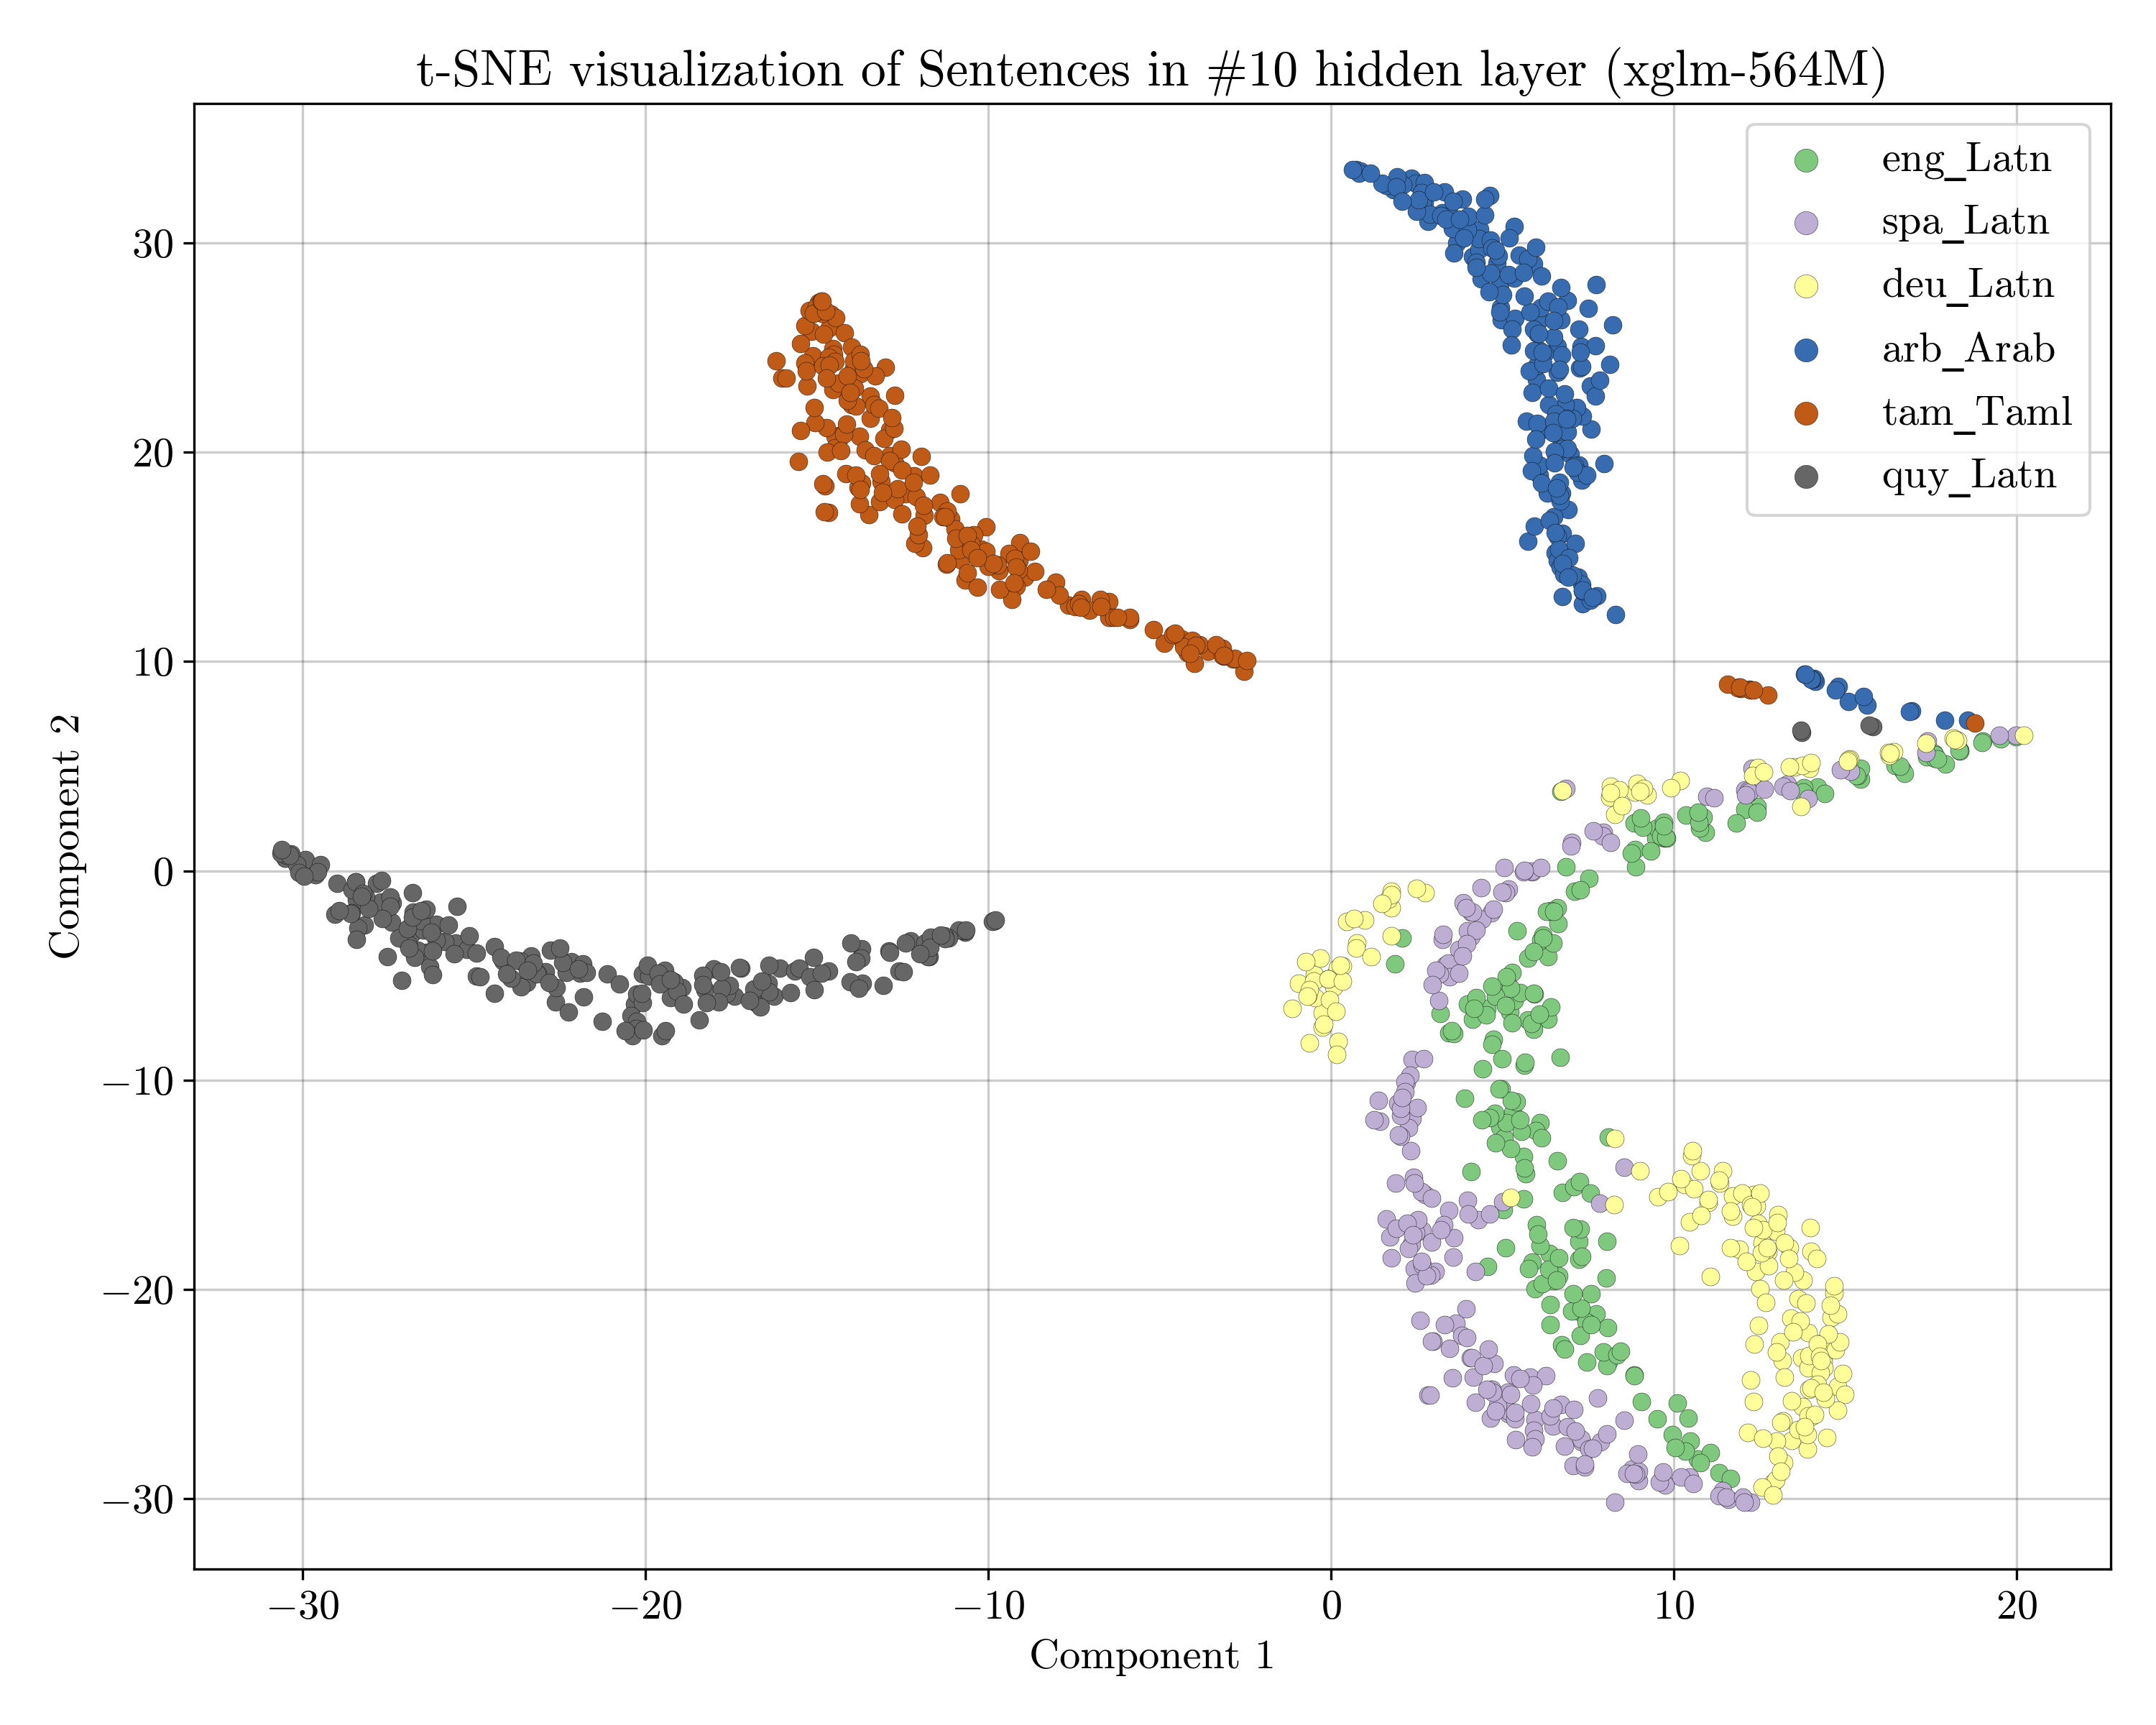 t-SNE visualization of Sentences in #10 hidden layer (xglm-564M)
eng_Latn
spa_Latn
deu_Latn
arb_Arab
tam_Taml
quy_Latn
Component 2
30
20
10
0
−10
−20
−30
−30 −20 −10 0 10 20
Component 1